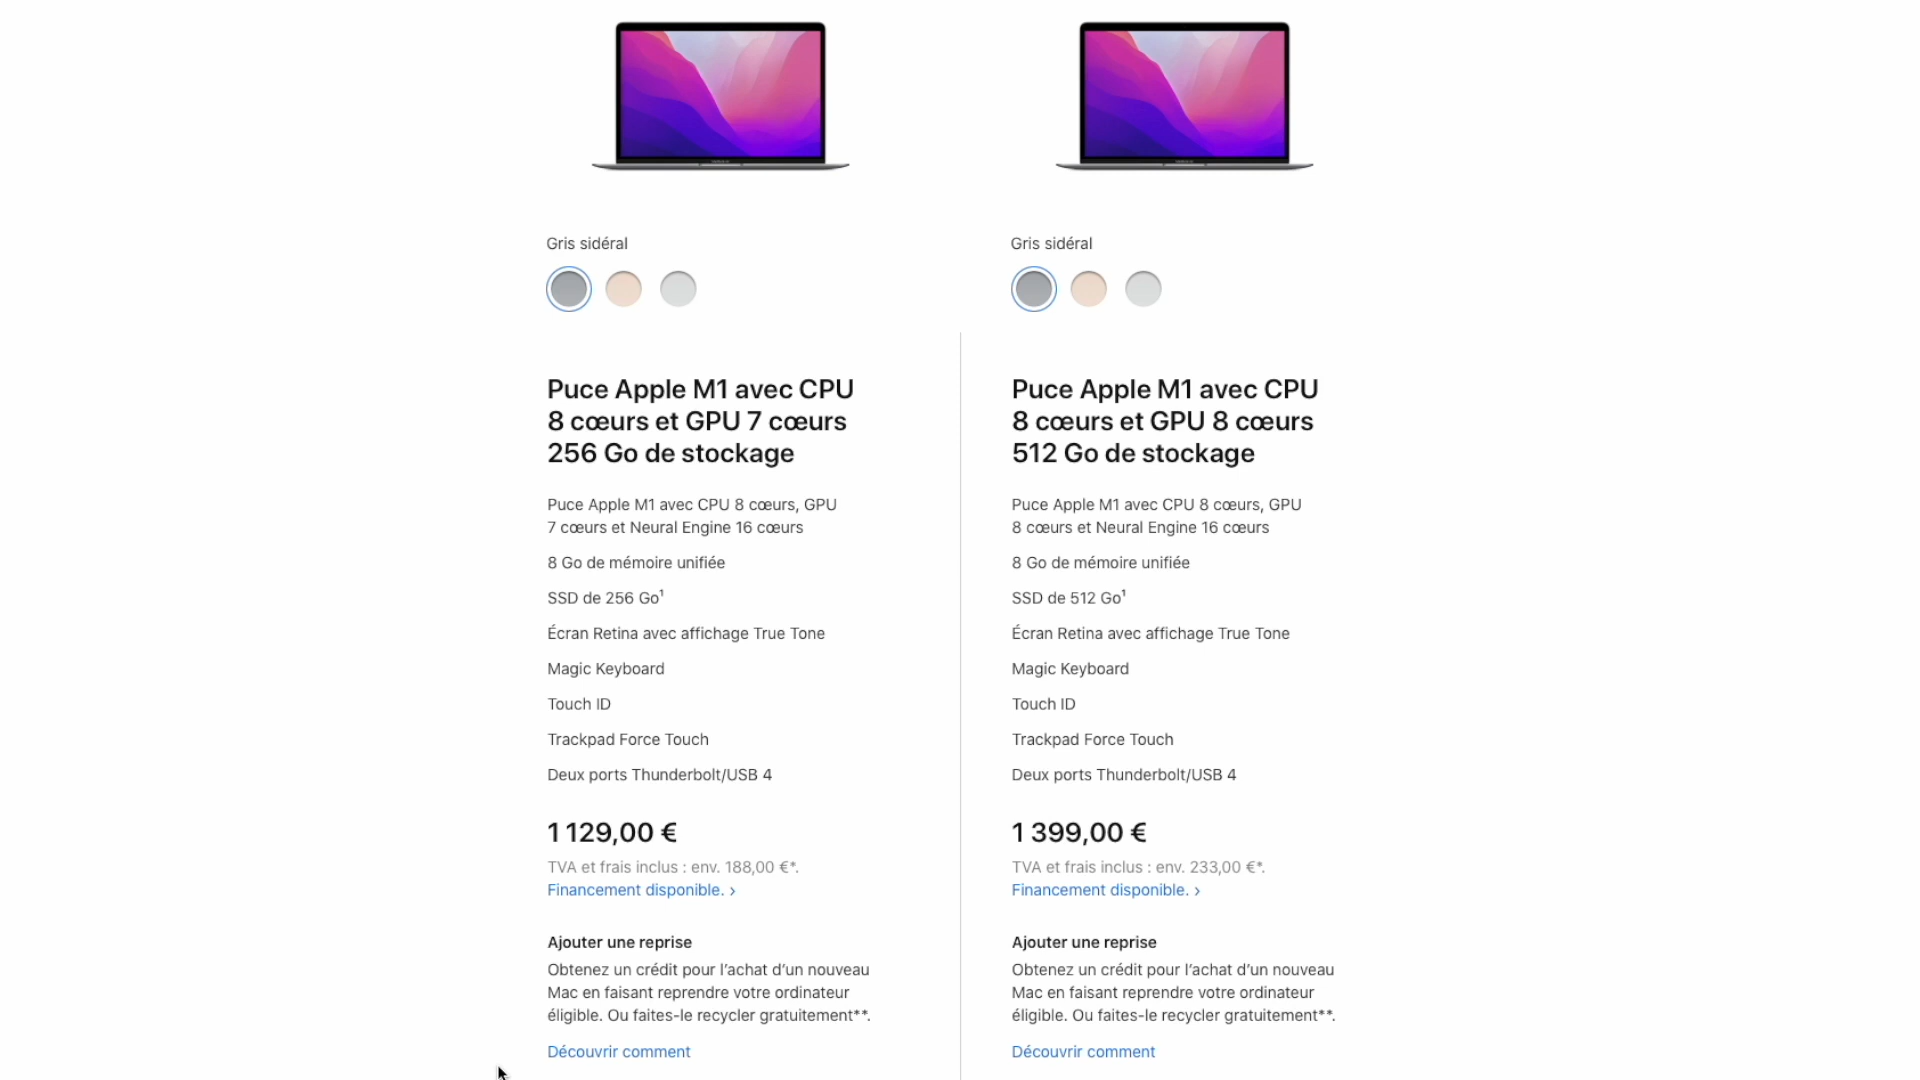 Gris sidéral
Puce Apple M1 avec CPU
8 cœurs et GPU 7 cœurs
256 Go de stockage
Puce Apple M1 avec CPU 8 cœurs, GPU
7 cœurs et Neural Engine 16 cœurs
8 Go de mémoire unifiée
SSD de 256 Go¹
Écran Retina avec affichage True Tone
Magic Keyboard
Touch ID
Trackpad Force Touch
Deux ports Thunderbolt/USB 4
1 129,00 €
TVA et frais inclus : env. 188,00 €*.
Financement disponible. ›
Ajouter une reprise
Obtenez un crédit pour l’achat d’un nouveau
Mac en faisant reprendre votre ordinateur
éligible. Ou faites-le recycler gratuitement**.
Découvrir comment
Gris sidéral
Puce Apple M1 avec CPU
8 cœurs et GPU 8 cœurs
512 Go de stockage
Puce Apple M1 avec CPU 8 cœurs, GPU
8 cœurs et Neural Engine 16 cœurs
8 Go de mémoire unifiée
SSD de 512 Go¹
Écran Retina avec affichage True Tone
Magic Keyboard
Touch ID
Trackpad Force Touch
Deux ports Thunderbolt/USB 4
1 399,00 €
TVA et frais inclus : env. 233,00 €*.
Financement disponible. ›
Ajouter une reprise
Obtenez un crédit pour l’achat d’un nouveau
Mac en faisant reprendre votre ordinateur
éligible. Ou faites-le recycler gratuitement**.
Découvrir comment